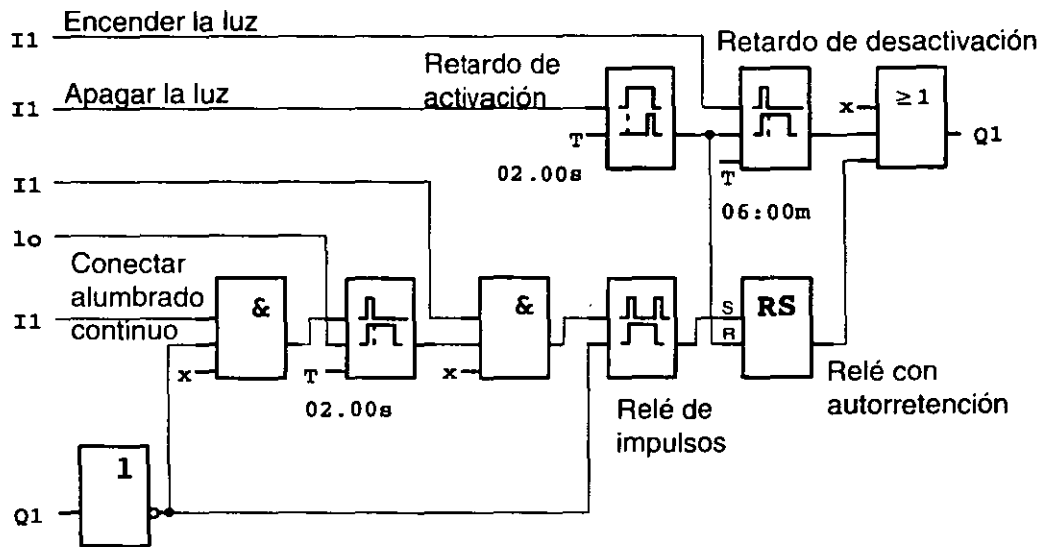 Encender la luz
I1
Retardo de desactivación
Retardo de
activación
I1
Apagar la luz
x
≥1
Q1
T
02.00s
T
06:00m
I1
lo
Conectar
alumbrado
continuo
I1
&
x
T
02.00s
&
x
Relé de
impulsos
S
R
RS
Relé con
autorretención
1
Q1